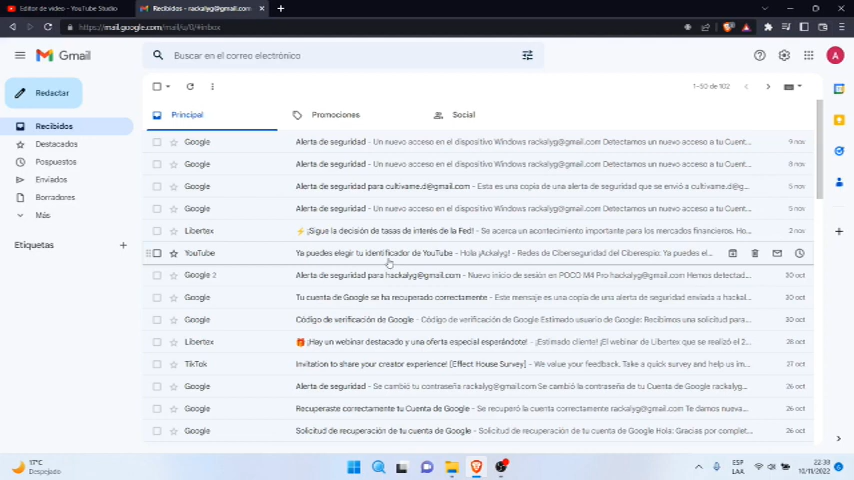 Editor de video - YouTube Studio
Recibidos - rackalyg@gmail.com
https://mail.google.com/mail/u/0/#inbox
Gmail
Buscar en el correo electrónico
A
Redactar
1–50 de 102
Principal
Promociones
Social
Recibidos
Destacados
Pospuestos
Enviados
Borradores
Más
Etiquetas
Google Alerta de seguridad - Un nuevo acceso en el dispositivo Windows rackalyg@gmail.com Detectamos un nuevo acceso a tu Cuent... 9 nov
Google Alerta de seguridad - Un nuevo acceso en el dispositivo Windows rackalyg@gmail.com Detectamos un nuevo acceso a tu Cuent... 8 nov
Google Alerta de seguridad para cultivame.d@gmail.com - Esta es una copia de una alerta de seguridad que se envió a cultivame.d@g... 5 nov
Google Alerta de seguridad - Un nuevo acceso en el dispositivo Windows rackalyg@gmail.com Detectamos un nuevo acceso a tu Cuent... 5 nov
Libertex ⚡¡Sigue la decisión de tasas de interés de la Fed! - Se acerca un acontecimiento importante para los mercados financieros. Ho... 2 nov
YouTube Ya puedes elegir tu identificador de YouTube - Hola ¡Ackalyg! - Redes de Ciberseguridad del Ciberespio: Ya puedes el...
Google 2 Alerta de seguridad para hackalyg@gmail.com - Nuevo inicio de sesión en POCO M4 Pro hackalyg@gmail.com Hemos detectad... 30 oct
Google Tu cuenta de Google se ha recuperado correctamente - Este mensaje es una copia de una alerta de seguridad enviada a hackal... 30 oct
Google Código de verificación de Google - Código de verificación de Google Estimado usuario de Google: Recibimos una solicitud para... 30 oct
Libertex 🎁 ¡Hay un webinar destacado y una oferta especial esperándote! - ¡Estimado cliente! ¡El webinar de Libertex que se realizó el 2... 28 oct
TikTok Invitation to share your creator experience! [Effect House Survey] - We value your feedback. Take a quick survey and help us im... 27 oct
Google Alerta de seguridad - Se cambió tu contraseña rackalyg@gmail.com Se cambió la contraseña de tu Cuenta de Google rackalyg... 26 oct
Google Recuperaste correctamente tu Cuenta de Google - Se recuperó la cuenta correctamente rackalyg@gmail.com Te damos nueva... 26 oct
Google Solicitud de recuperación de tu cuenta de Google - Solicitud de recuperación de tu cuenta de Google Hola: Gracias por complet... 26 oct
17°C
Despejado
ESP
LAA
22:39
10/11/2022